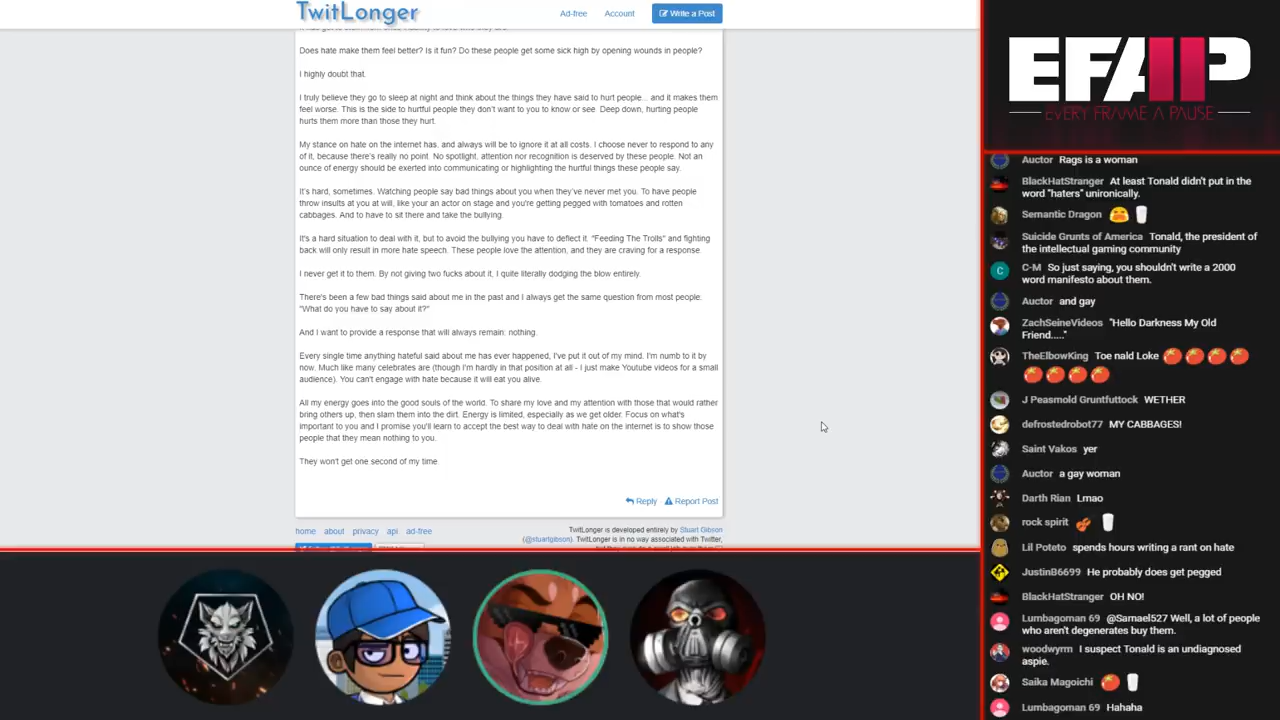 TwitLonger
Ad-free
Account
Write a Post
Does hate make them feel better? Is it fun? Do these people get some sick high by opening wounds in people?
I highly doubt that.
I truly believe they go to sleep at night and think about the things they have said to hurt people... and it makes them
feel worse. This is the side to hurtful people they don't want to you to know or see. Deep down, hurting people
hurts them more than those they hurt.
My stance on hate on the internet has. and always will be to ignore it at all costs. I choose never to respond to any
of it, because there's really no point. No spotlight, attention nor recognition is deserved by these people. Not an
ounce of energy should be exerted into communicating or highlighting the hurtful things these people say.
It's hard, sometimes. Watching people say bad things about you when they've never met you. To have people
throw insults at you at will, like your an actor on stage and you're getting pegged with tomatoes and rotten
cabbages. And to have to sit there and take the bullying.
It's a hard situation to deal with it, but to avoid the bullying you have to deflect it. "Feeding The Trolls" and fighting
back will only result in more hate speech. These people love the attention, and they are craving for a response.
I never get it to them. By not giving two fucks about it, I quite literally dodging the blow entirely.
There's been a few bad things said about me in the past and I always get the same question from most people.
"What do you have to say about it?"
And I want to provide a response that will always remain: nothing.
Every single time anything hateful said about me has ever happened, I've put it out of my mind. I'm numb to it by
now. Much like many celebrates are (though I'm hardly in that position at all - I just make Youtube videos for a small
audience). You can't engage with hate because it will eat you alive.
All my energy goes into the good souls of the world. To share my love and my attention with those that would rather
bring others up, then slam them into the dirt. Energy is limited, especially as we get older. Focus on what's
important to you and I promise you'll learn to accept the best way to deal with hate on the internet is to show those
people that they mean nothing to you.
They won't get one second of my time.
Reply
Report Post
home about privacy api ad-free
TwitLonger is developed entirely by Stuart Gibson
(@stuartgibson). TwitLonger is in no way associated with Twitter,
EFAP
EVERY FRAME A PAUSE
Auctor Rags is a woman
BlackHatStranger At least Tonald didn't put in the
word "haters" unironically.
Semantic Dragon
Suicide Grunts of America Tonald, the president of
the intellectual gaming community
C-M So just saying, you shouldn't write a 2000
word manifesto about them.
Auctor and gay
ZachSeineVideos "Hello Darkness My Old
Friend....."
TheElbowKing Toe nald Loke
J Peasmold Gruntfuttock WETHER
defrostedrobot77 MY CABBAGES!
Saint Vakos yer
Auctor a gay woman
Darth Rian Lmao
rock spirit
Lil Poteto spends hours writing a rant on hate
JustinB6699 He probably does get pegged
BlackHatStranger OH NO!
Lumbagoman 69 @Samael527 Well, a lot of people
who aren't degenerates buy them.
woodwyrm I suspect Tonald is an undiagnosed
aspie.
Saika Magoichi
Lumbagoman 69 Hahaha